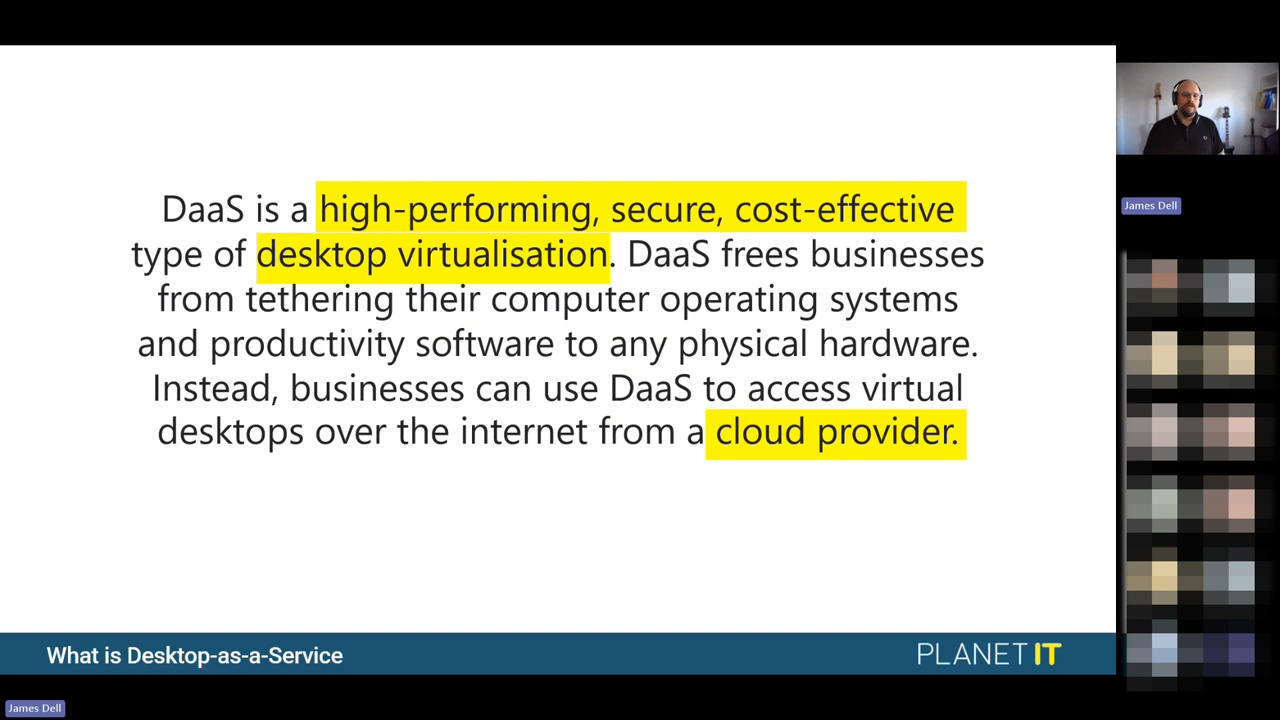 DaaS is a high-performing, secure, cost-effective
type of desktop virtualisation. DaaS frees businesses
from tethering their computer operating systems
and productivity software to any physical hardware.
Instead, businesses can use DaaS to access virtual
desktops over the internet from a cloud provider.
What is Desktop-as-a-Service
PLANET IT
James Dell
James Dell